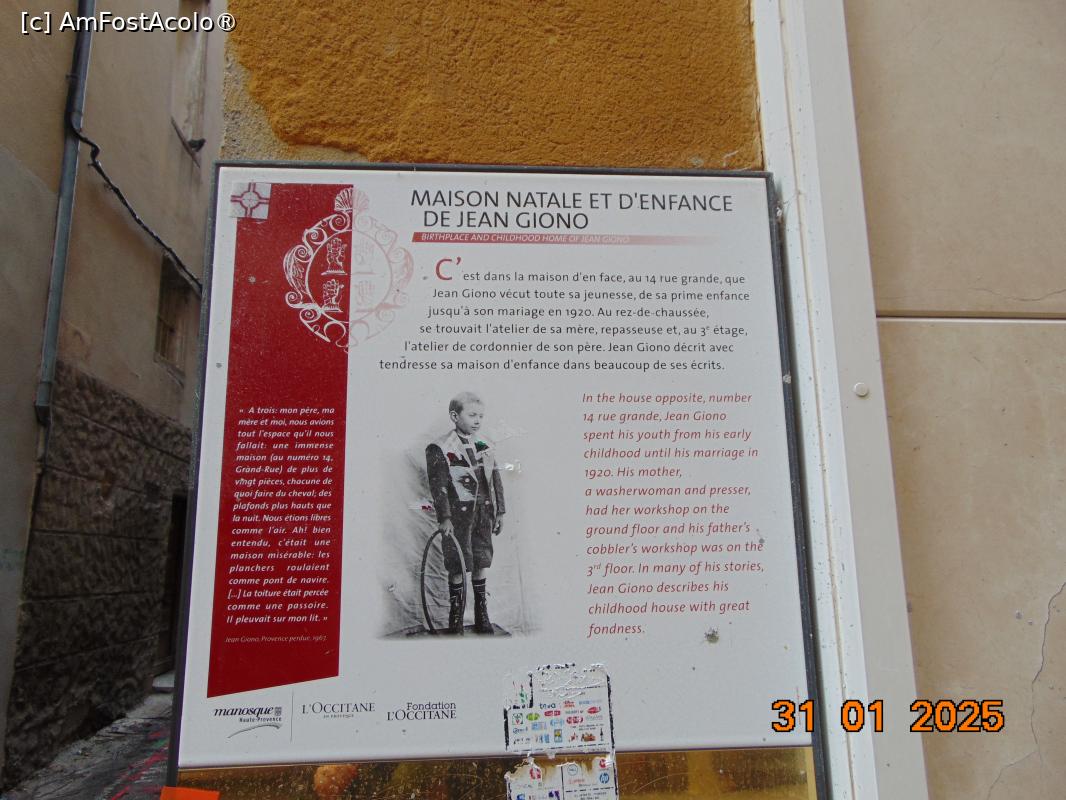 [c] AmFostAcolo®
MAISON NATALE ET D'ENFANCE
DE JEAN GIONO
BIRTHPLACE AND CHILDHOOD HOME OF JEAN GIONO
C'est dans la maison d'en face, au 14 rue grande, que
Jean Giono vécut toute sa jeunesse, de sa prime enfance
jusqu'à son mariage en 1920. Au rez-de-chaussée,
se trouvait l'atelier de sa mère, repasseuse et, au 3e étage,
l'atelier de cordonnier de son père. Jean Giono décrit avec
tendresse sa maison d'enfance dans beaucoup de ses écrits.
« A trois: mon père, ma
mère et moi, nous avions
tout l'espace qu'il nous
fallait: une immense
maison (au numéro 14,
Grand-Rue) de plus de
vingt pièces, chacune de
quoi faire du cheval; des
plafonds plus hauts que
la nuit. Nous étions libres
comme l'air. Ah! bien
entendu, c'était une
maison misérable: les
planchers roulaient
comme pont de navire.
[...] La toiture était percée
comme une passoire.
Il pleuvait sur mon lit. »
Jean Giono, Provence perdue, 1967.
In the house opposite, number
14 rue grande, Jean Giono
spent his youth from his early
childhood until his marriage in
1920. His mother,
a washerwoman and presser,
had her workshop on the
ground floor and his father's
cobbler's workshop was on the
3rd floor. In many of his stories,
Jean Giono describes his
childhood house with great
fondness.
manosque
Haute-Provence
L'OCCITANE
EN PROVENCE
Fondation
L'OCCITANE
hp
31 01 2025